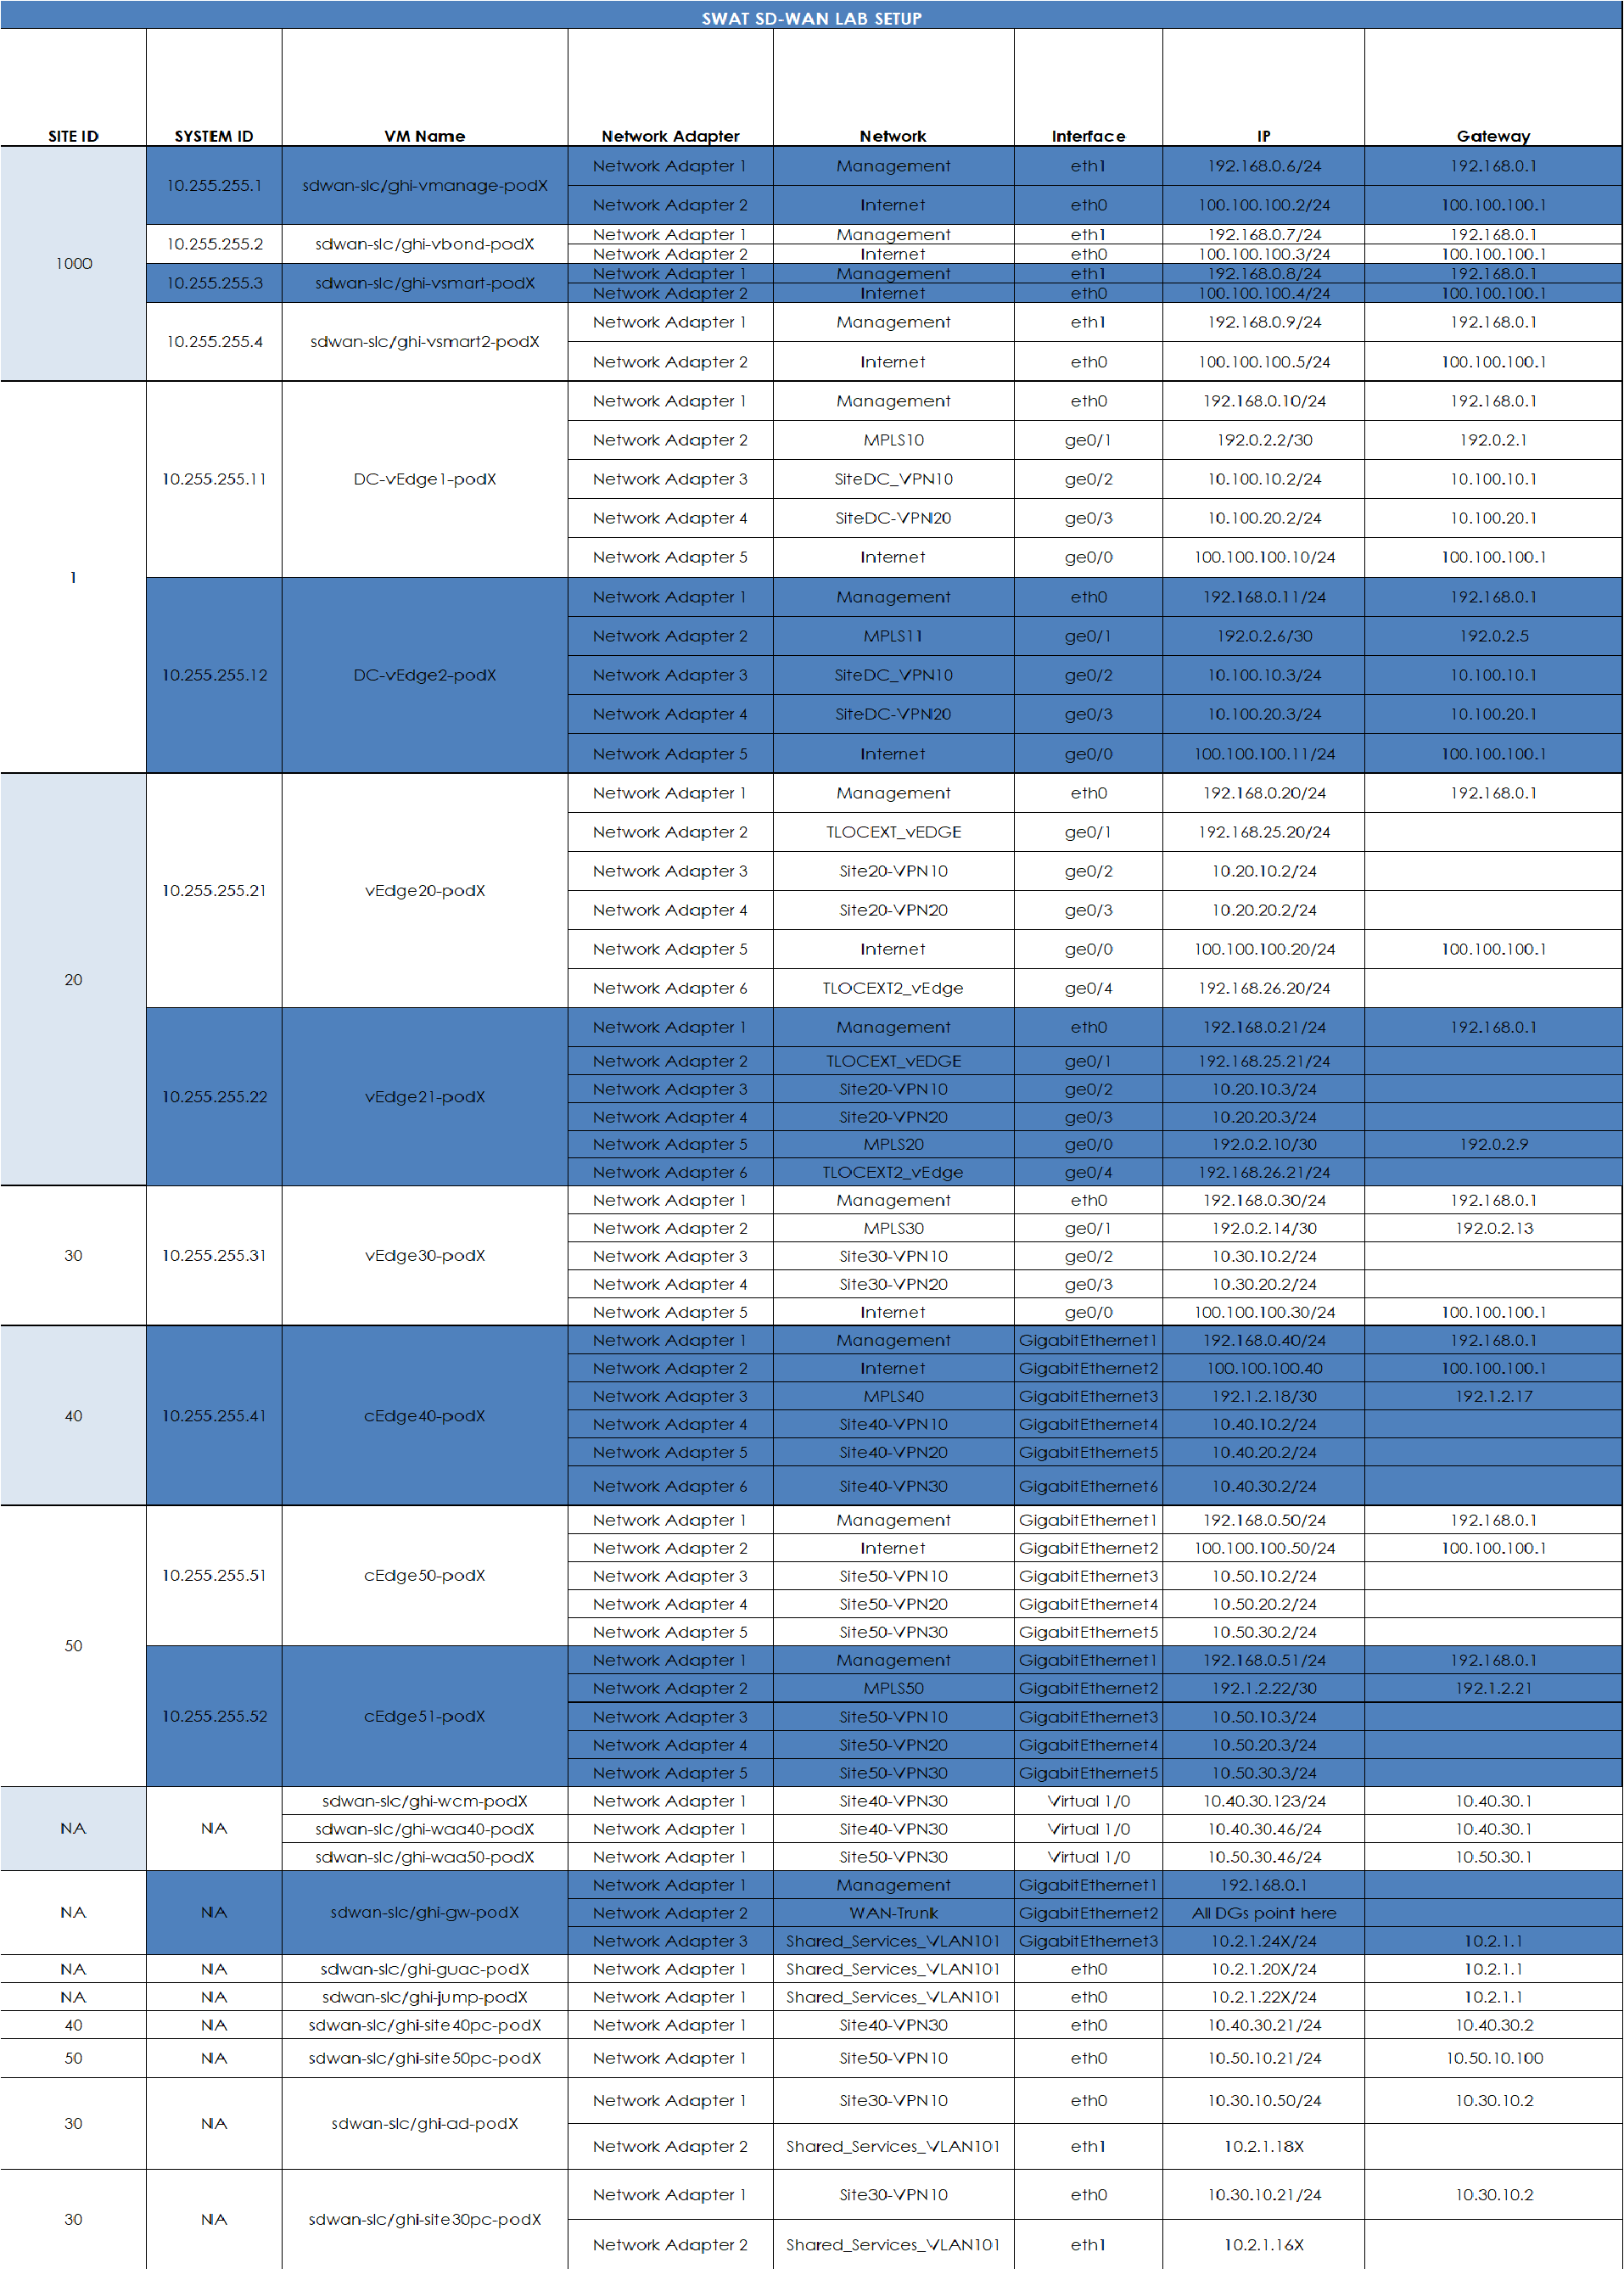 SWAT SD-WAN LAB SETUP
SITE ID SYSTEM ID VM Name Network Adapter Network Interface IP Gateway
1000
10.255.255.1 sdwan-slc/ghi-vmanage-podX
Network Adapter 1 Management eth1 192.168.0.6/24 192.168.0.1
Network Adapter 2 Internet eth0 100.100.100.2/24 100.100.100.1
10.255.255.2 sdwan-slc/ghi-vbond-podX
Network Adapter 1 Management eth1 192.168.0.7/24 192.168.0.1
Network Adapter 2 Internet eth0 100.100.100.3/24 100.100.100.1
10.255.255.3 sdwan-slc/ghi-vsmart-podX
Network Adapter 1 Management eth1 192.168.0.8/24 192.168.0.1
Network Adapter 2 Internet eth0 100.100.100.4/24 100.100.100.1
10.255.255.4 sdwan-slc/ghi-vsmart2-podX
Network Adapter 1 Management eth1 192.168.0.9/24 192.168.0.1
Network Adapter 2 Internet eth0 100.100.100.5/24 100.100.100.1
1
10.255.255.11 DC-vEdge1-podX
Network Adapter 1 Management eth0 192.168.0.10/24 192.168.0.1
Network Adapter 2 MPLS10 ge0/1 192.0.2.2/30 192.0.2.1
Network Adapter 3 SiteDC_VPN10 ge0/2 10.100.10.2/24 10.100.10.1
Network Adapter 4 SiteDC-VPN20 ge0/3 10.100.20.2/24 10.100.20.1
Network Adapter 5 Internet ge0/0 100.100.100.10/24 100.100.100.1
10.255.255.12 DC-vEdge2-podX
Network Adapter 1 Management eth0 192.168.0.11/24 192.168.0.1
Network Adapter 2 MPLS11 ge0/1 192.0.2.6/30 192.0.2.5
Network Adapter 3 SiteDC_VPN10 ge0/2 10.100.10.3/24 10.100.10.1
Network Adapter 4 SiteDC-VPN20 ge0/3 10.100.20.3/24 10.100.20.1
Network Adapter 5 Internet ge0/0 100.100.100.11/24 100.100.100.1
20
10.255.255.21 vEdge20-podX
Network Adapter 1 Management eth0 192.168.0.20/24 192.168.0.1
Network Adapter 2 TLOCEXT_vEDGE ge0/1 192.168.25.20/24
Network Adapter 3 Site20-VPN10 ge0/2 10.20.10.2/24
Network Adapter 4 Site20-VPN20 ge0/3 10.20.20.2/24
Network Adapter 5 Internet ge0/0 100.100.100.20/24 100.100.100.1
Network Adapter 6 TLOCEXT2_vEdge ge0/4 192.168.26.20/24
10.255.255.22 vEdge21-podX
Network Adapter 1 Management eth0 192.168.0.21/24 192.168.0.1
Network Adapter 2 TLOCEXT_vEDGE ge0/1 192.168.25.21/24
Network Adapter 3 Site20-VPN10 ge0/2 10.20.10.3/24
Network Adapter 4 Site20-VPN20 ge0/3 10.20.20.3/24
Network Adapter 5 MPLS20 ge0/0 192.0.2.10/30 192.0.2.9
Network Adapter 6 TLOCEXT2_vEdge ge0/4 192.168.26.21/24
30
10.255.255.31 vEdge30-podX
Network Adapter 1 Management eth0 192.168.0.30/24 192.168.0.1
Network Adapter 2 MPLS30 ge0/1 192.0.2.14/30 192.0.2.13
Network Adapter 3 Site30-VPN10 ge0/2 10.30.10.2/24
Network Adapter 4 Site30-VPN20 ge0/3 10.30.20.2/24
Network Adapter 5 Internet ge0/0 100.100.100.30/24 100.100.100.1
40
10.255.255.41 cEdge40-podX
Network Adapter 1 Management GigabitEthernet1 192.168.0.40/24 192.168.0.1
Network Adapter 2 Internet GigabitEthernet2 100.100.100.40 100.100.100.1
Network Adapter 3 MPLS40 GigabitEthernet3 192.1.2.18/30 192.1.2.17
Network Adapter 4 Site40-VPN10 GigabitEthernet4 10.40.10.2/24
Network Adapter 5 Site40-VPN20 GigabitEthernet5 10.40.20.2/24
Network Adapter 6 Site40-VPN30 GigabitEthernet6 10.40.30.2/24
50
10.255.255.51 cEdge50-podX
Network Adapter 1 Management GigabitEthernet1 192.168.0.50/24 192.168.0.1
Network Adapter 2 Internet GigabitEthernet2 100.100.100.50/24 100.100.100.1
Network Adapter 3 Site50-VPN10 GigabitEthernet3 10.50.10.2/24
Network Adapter 4 Site50-VPN20 GigabitEthernet4 10.50.20.2/24
Network Adapter 5 Site50-VPN30 GigabitEthernet5 10.50.30.2/24
10.255.255.52 cEdge51-podX
Network Adapter 1 Management GigabitEthernet1 192.168.0.51/24 192.168.0.1
Network Adapter 2 MPLS50 GigabitEthernet2 192.1.2.22/30 192.1.2.21
Network Adapter 3 Site50-VPN10 GigabitEthernet3 10.50.10.3/24
Network Adapter 4 Site50-VPN20 GigabitEthernet4 10.50.20.3/24
Network Adapter 5 Site50-VPN30 GigabitEthernet5 10.50.30.3/24
NA NA
sdwan-slc/ghi-wcm-podX Network Adapter 1 Site40-VPN30 Virtual 1/0 10.40.30.123/24 10.40.30.1
sdwan-slc/ghi-waa40-podX Network Adapter 1 Site40-VPN30 Virtual 1/0 10.40.30.46/24 10.40.30.1
sdwan-slc/ghi-waa50-podX Network Adapter 1 Site50-VPN30 Virtual 1/0 10.50.30.46/24 10.50.30.1
NA NA sdwan-slc/ghi-gw-podX
Network Adapter 1 Management GigabitEthernet1 192.168.0.1
Network Adapter 2 WAN-Trunk GigabitEthernet2 All DGs point here
Network Adapter 3 Shared_Services_VLAN101 GigabitEthernet3 10.2.1.24X/24 10.2.1.1
NA NA sdwan-slc/ghi-guac-podX Network Adapter 1 Shared_Services_VLAN101 eth0 10.2.1.20X/24 10.2.1.1
NA NA sdwan-slc/ghi-jump-podX Network Adapter 1 Shared_Services_VLAN101 eth0 10.2.1.22X/24 10.2.1.1
40 NA sdwan-slc/ghi-site40pc-podX Network Adapter 1 Site40-VPN30 eth0 10.40.30.21/24 10.40.30.2
50 NA sdwan-slc/ghi-site50pc-podX Network Adapter 1 Site50-VPN10 eth0 10.50.10.21/24 10.50.10.100
30 NA sdwan-slc/ghi-ad-podX
Network Adapter 1 Site30-VPN10 eth0 10.30.10.50/24 10.30.10.2
Network Adapter 2 Shared_Services_VLAN101 eth1 10.2.1.18X
30 NA sdwan-slc/ghi-site30pc-podX
Network Adapter 1 Site30-VPN10 eth0 10.30.10.21/24 10.30.10.2
Network Adapter 2 Shared_Services_VLAN101 eth1 10.2.1.16X